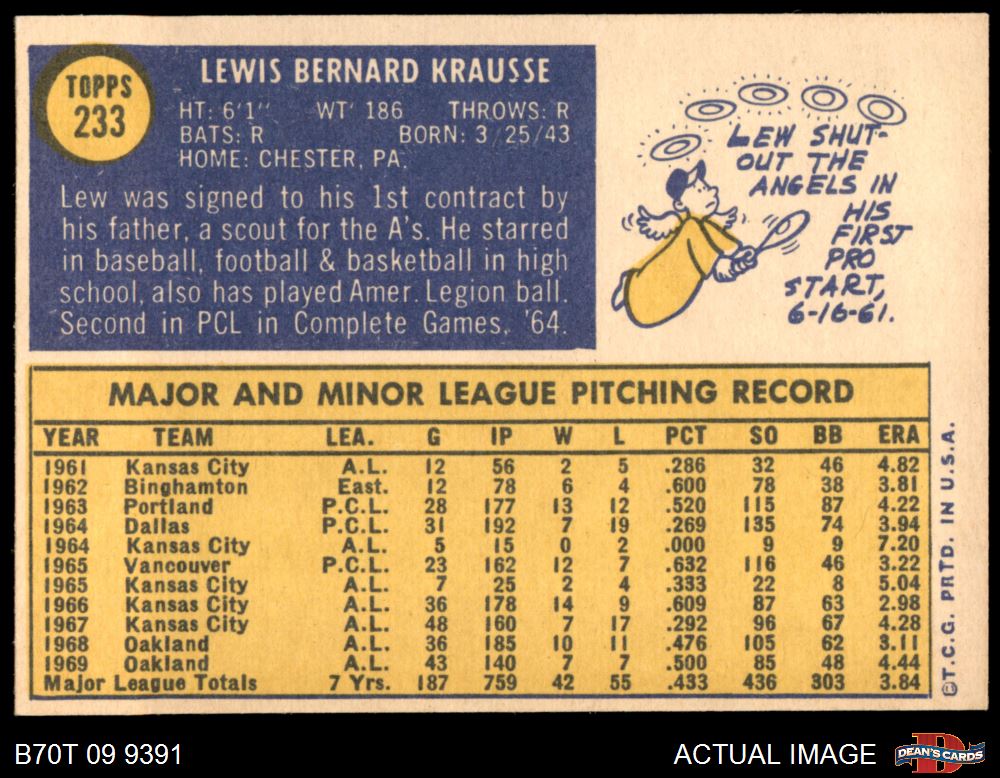 TOPPS
233
LEWIS BERNARD KRAUSSE
HT: 6'1" WT' 186 THROWS: R
BATS: R BORN: 3/25/43
HOME: CHESTER, PA.
Lew was signed to his 1st contract by
his father, a scout for the A's. He starred
in baseball, football & basketball in high
school, also has played Amer. Legion ball.
Second in PCL in Complete Games, '64.
LEW SHUT-
OUT THE
ANGELS IN
HIS
FIRST
PRO
START,
6-16-61.
MAJOR AND MINOR LEAGUE PITCHING RECORD
YEAR TEAM LEA. G IP W L PCT SO BB ERA
1961 Kansas City A.L. 12 56 2 5 .286 32 46 4.82
1962 Binghamton East. 12 78 6 4 .600 78 38 3.81
1963 Portland P.C.L. 28 177 13 12 .520 115 87 4.22
1964 Dallas P.C.L. 31 192 7 19 .269 135 74 3.94
1964 Kansas City A.L. 5 15 0 2 .000 9 9 7.20
1965 Vancouver P.C.L. 23 162 12 7 .632 116 46 3.22
1965 Kansas City A.L. 7 25 2 4 .333 22 8 5.04
1966 Kansas City A.L. 36 178 14 9 .609 87 63 2.98
1967 Kansas City A.L. 48 160 7 17 .292 96 67 4.28
1968 Oakland A.L. 36 185 10 11 .476 105 62 3.11
1969 Oakland A.L. 43 140 7 7 .500 85 48 4.44
Major League Totals 7 Yrs. 187 759 42 55 .433 436 303 3.84
©T.C.G. PRTD. IN U.S.A.
B70T 09 9391
ACTUAL IMAGE
DEAN'S CARDS